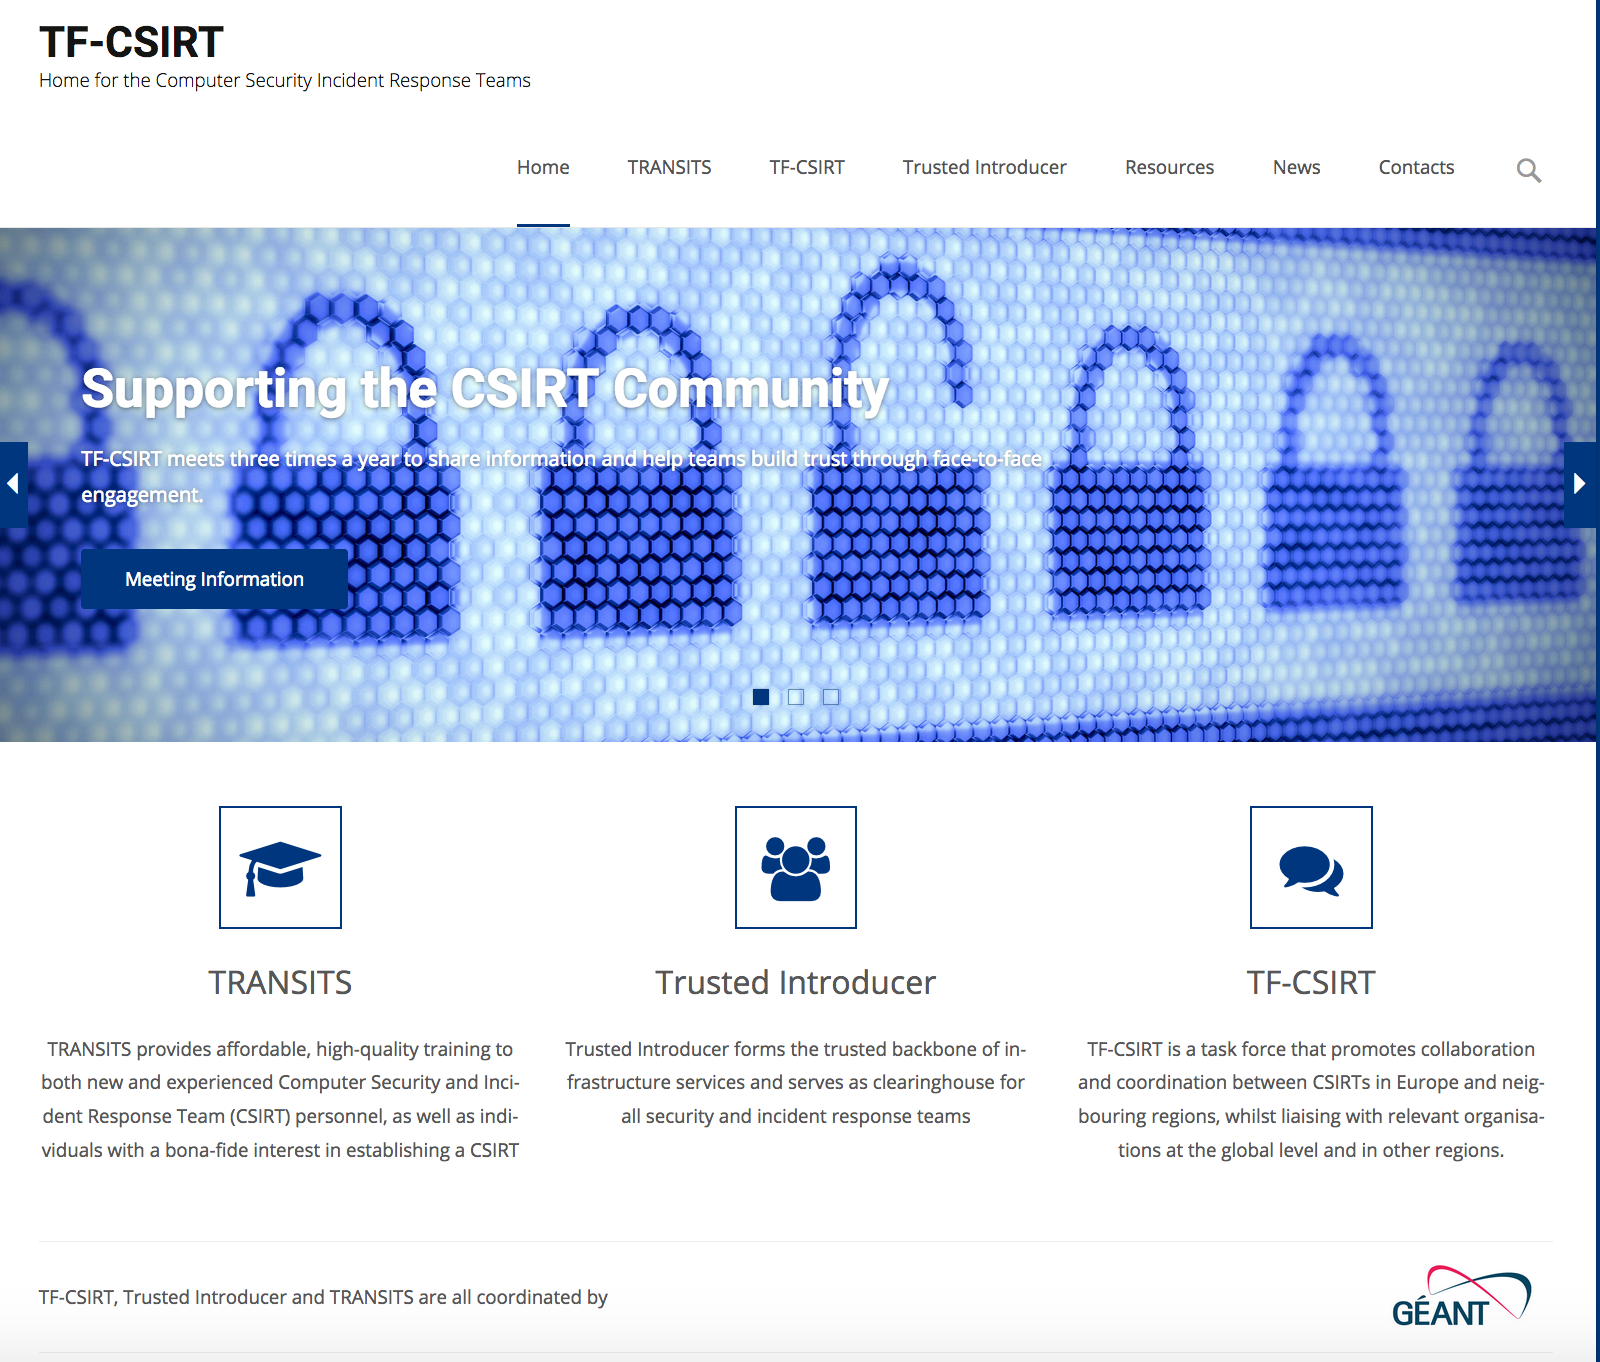 TF-CSIRT
Home for the Computer Security Incident Response Teams
Home TRANSITS TF-CSIRT Trusted Introducer Resources News Contacts
Supporting the CSIRT Community
TF-CSIRT meets three times a year to share information and help teams build trust through face-to-face
engagement.
Meeting Information
TRANSITS
TRANSITS provides affordable, high-quality training to
both new and experienced Computer Security and Inci-
dent Response Team (CSIRT) personnel, as well as indi-
viduals with a bona-fide interest in establishing a CSIRT
Trusted Introducer
Trusted Introducer forms the trusted backbone of in-
frastructure services and serves as clearinghouse for
all security and incident response teams
TF-CSIRT
TF-CSIRT is a task force that promotes collaboration
and coordination between CSIRTs in Europe and neig-
bouring regions, whilst liaising with relevant organisa-
tions at the global level and in other regions.
TF-CSIRT, Trusted Introducer and TRANSITS are all coordinated by
GÉANT